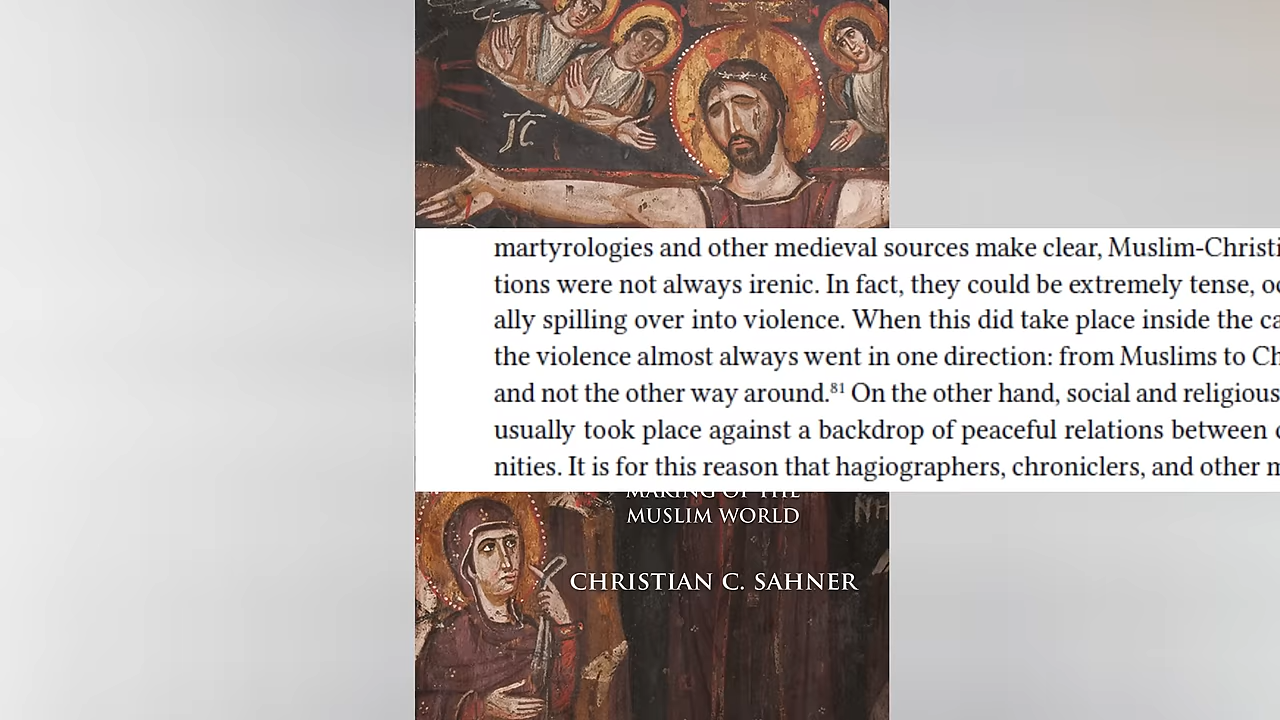 JC
martyrologies and other medieval sources make clear, Muslim-Christi
tions were not always irenic. In fact, they could be extremely tense, oc
ally spilling over into violence. When this did take place inside the ca
the violence almost always went in one direction: from Muslims to Ch
and not the other way around.⁸¹ On the other hand, social and religious
usually took place against a backdrop of peaceful relations between c
nities. It is for this reason that hagiographers, chroniclers, and other m
MAKING OF THE
MUSLIM WORLD
CHRISTIAN C. SAHNER